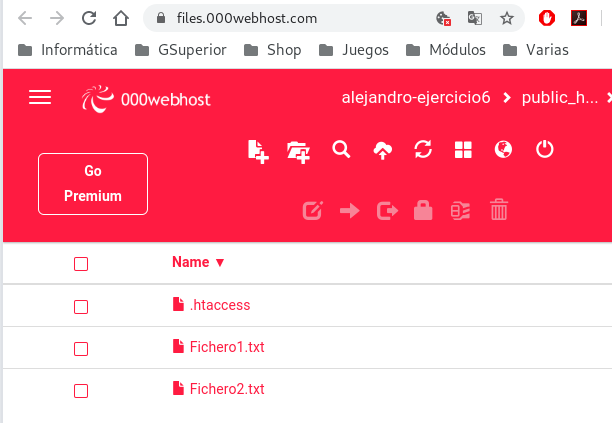 files.000webhost.com
Informática GSuperior Shop Juegos Módulos Varias
000webhost alejandro-ejercicio6 public_h...
Go
Premium
Name ▼
.htaccess
Fichero1.txt
Fichero2.txt